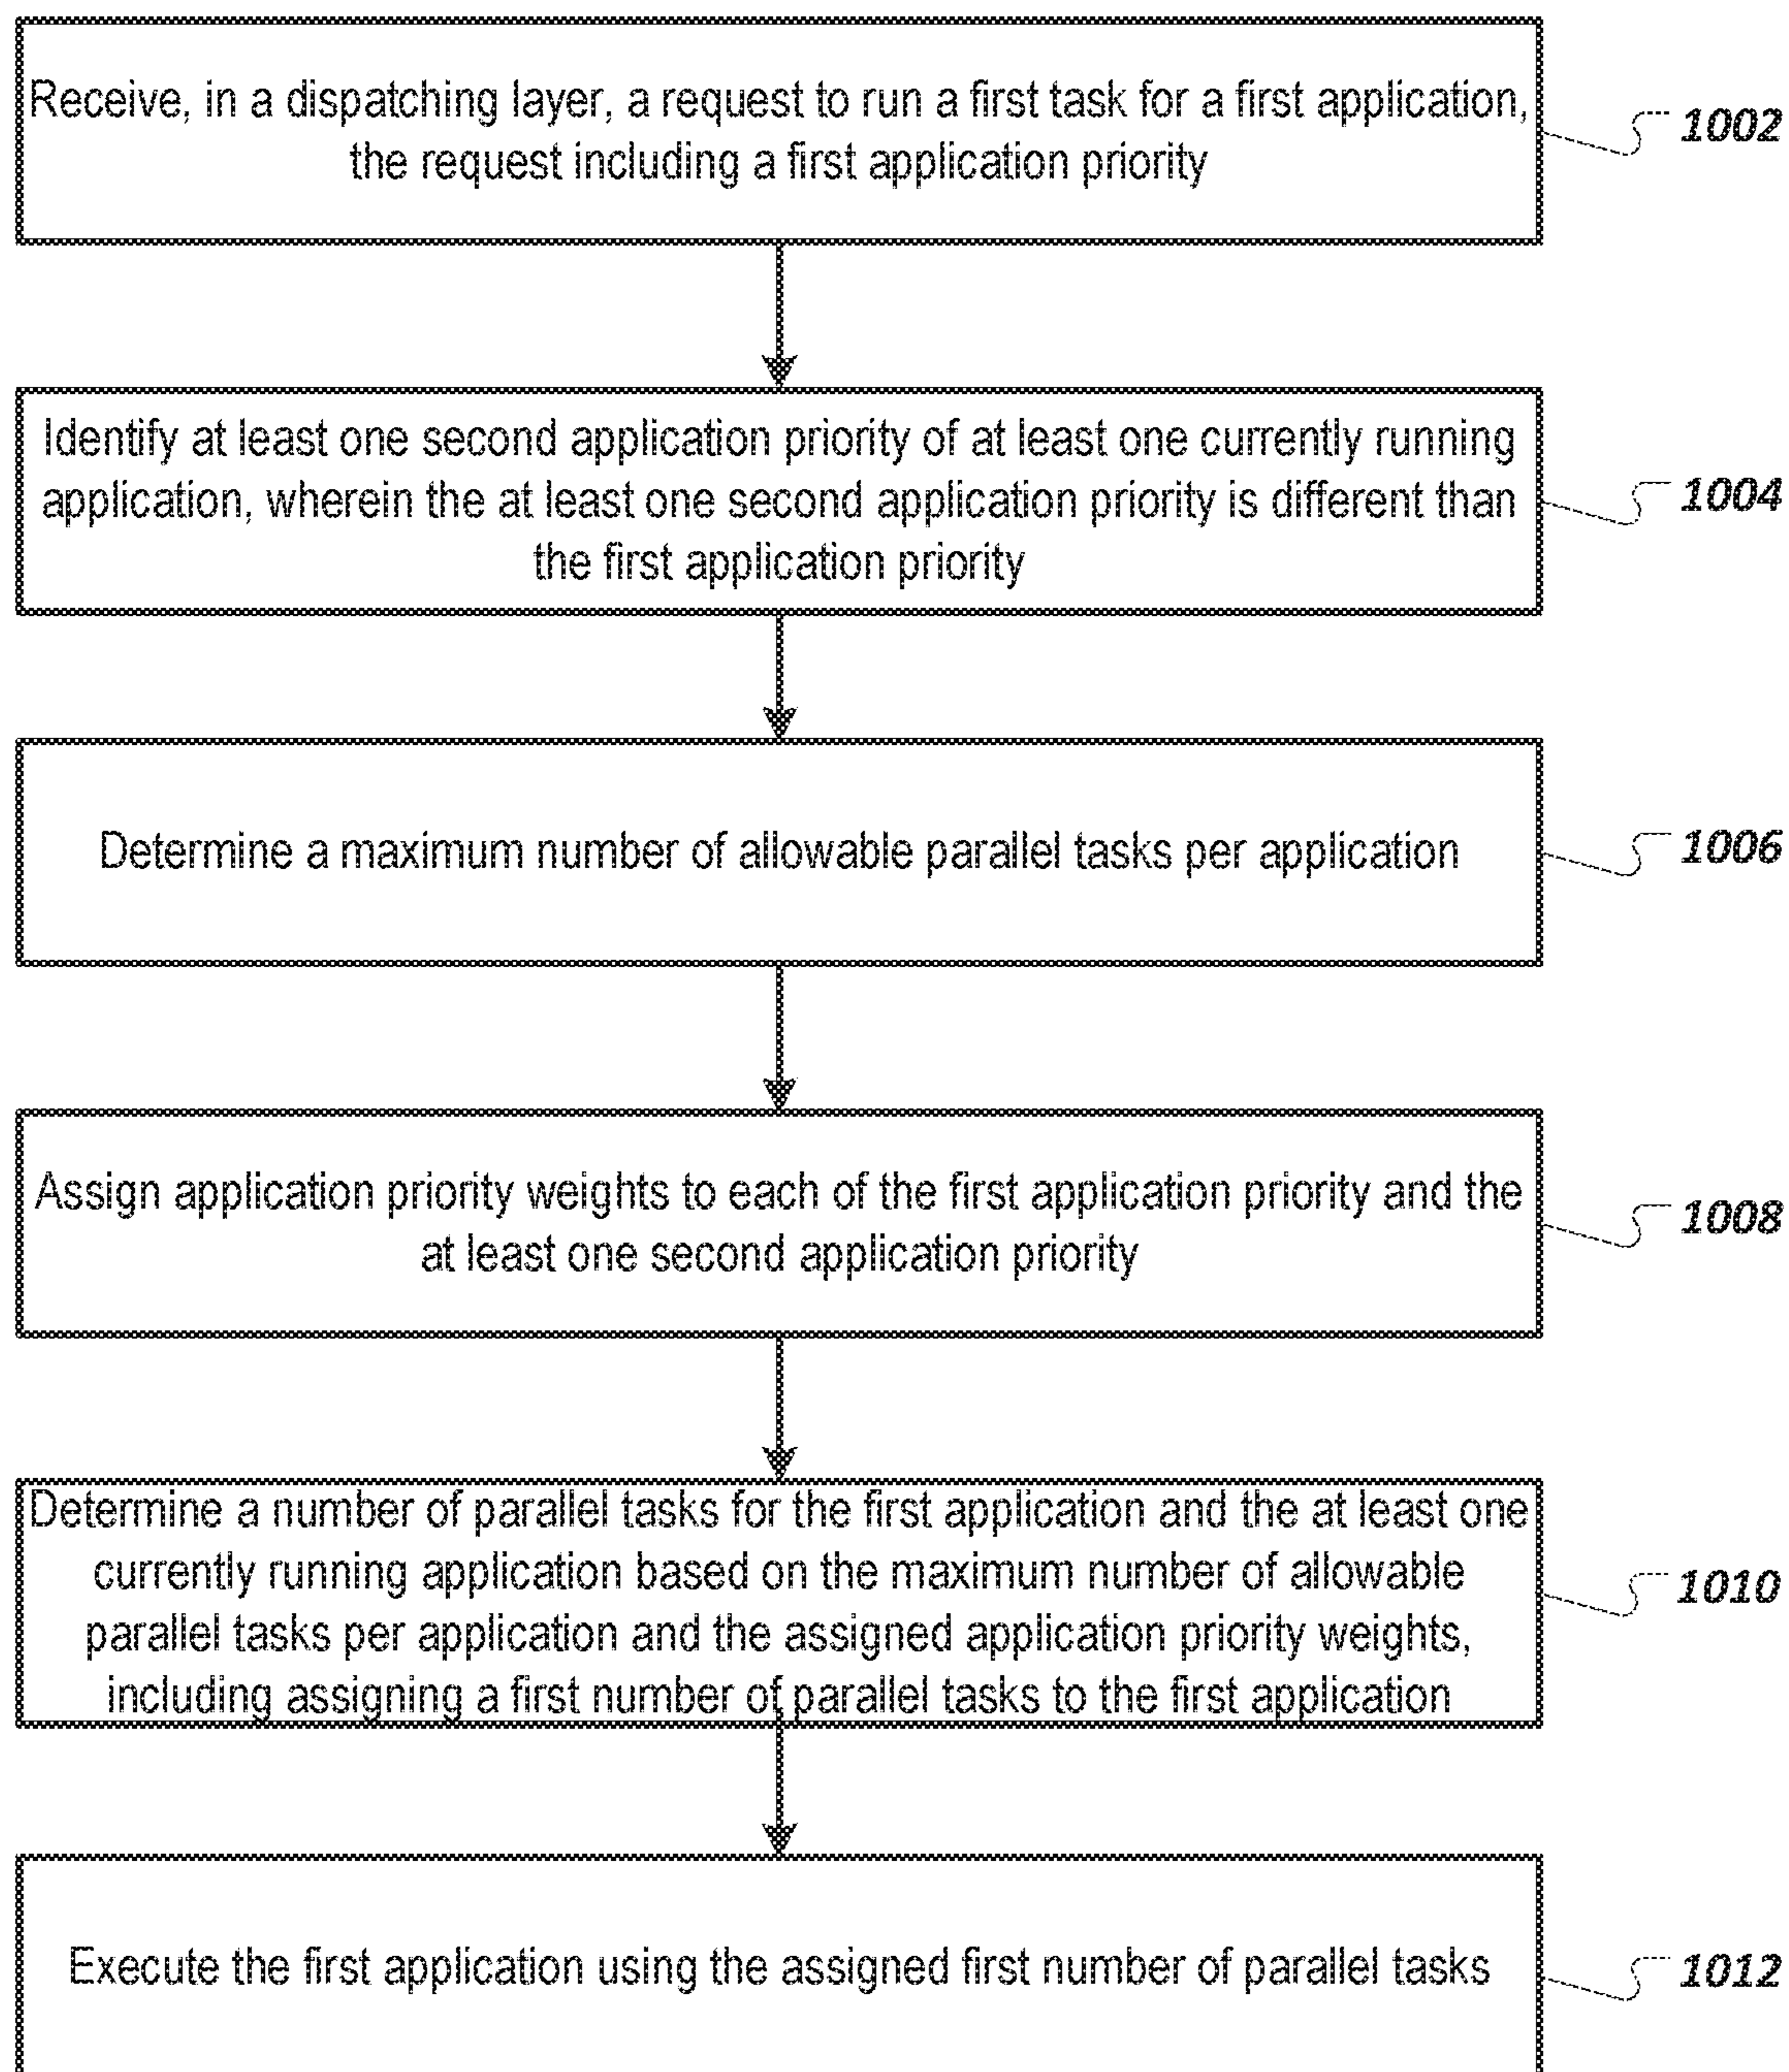 Receive, in a dispatching layer, a request to run a first task for a first application,
the request including a first application priority
1002
Identify at least one second application priority of at least one currently running
application, wherein the at least one second application priority is different than
the first application priority
1004
Determine a maximum number of allowable parallel tasks per application
1006
Assign application priority weights to each of the first application priority and the
at least one second application priority
1008
Determine a number of parallel tasks for the first application and the at least one
currently running application based on the maximum number of allowable
parallel tasks per application and the assigned application priority weights,
including assigning a first number of parallel tasks to the first application
1010
Execute the first application using the assigned first number of parallel tasks
1012